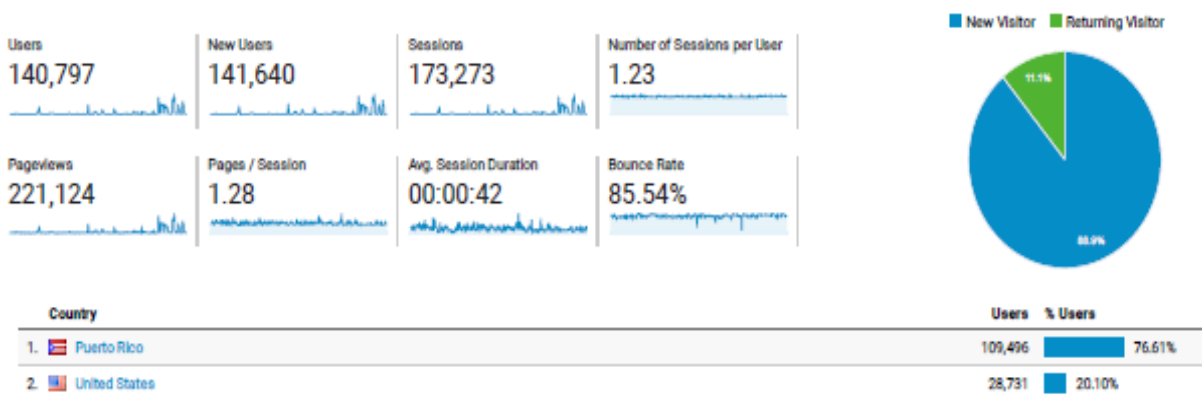 New Visitor Returning Visitor
Users
140,797
New Users
141,640
Sessions
173,273
Number of Sessions per User
1.23
Pageviews
221,124
Pages / Session
1.28
Avg. Session Duration
00:00:42
Bounce Rate
85.54%
11.1%
88.9%
Country Users % Users
1. Puerto Rico 109,496 76.61%
2. United States 28,731 20.10%